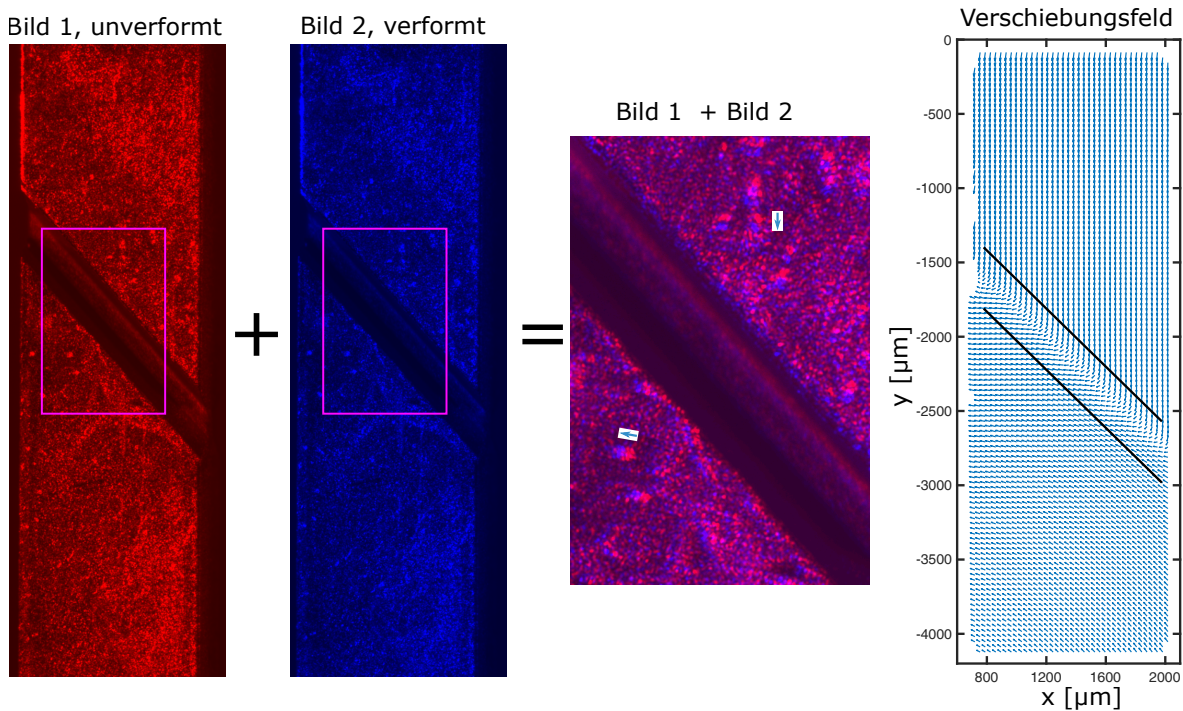 Bild 1, unverformt
Bild 2, verformt
Bild 1 + Bild 2
Verschiebungsfeld
+
=
0
-500
-1000
-1500
-2000
-2500
-3000
-3500
-4000
y [µm]
800
1200
1600
2000
x [µm]